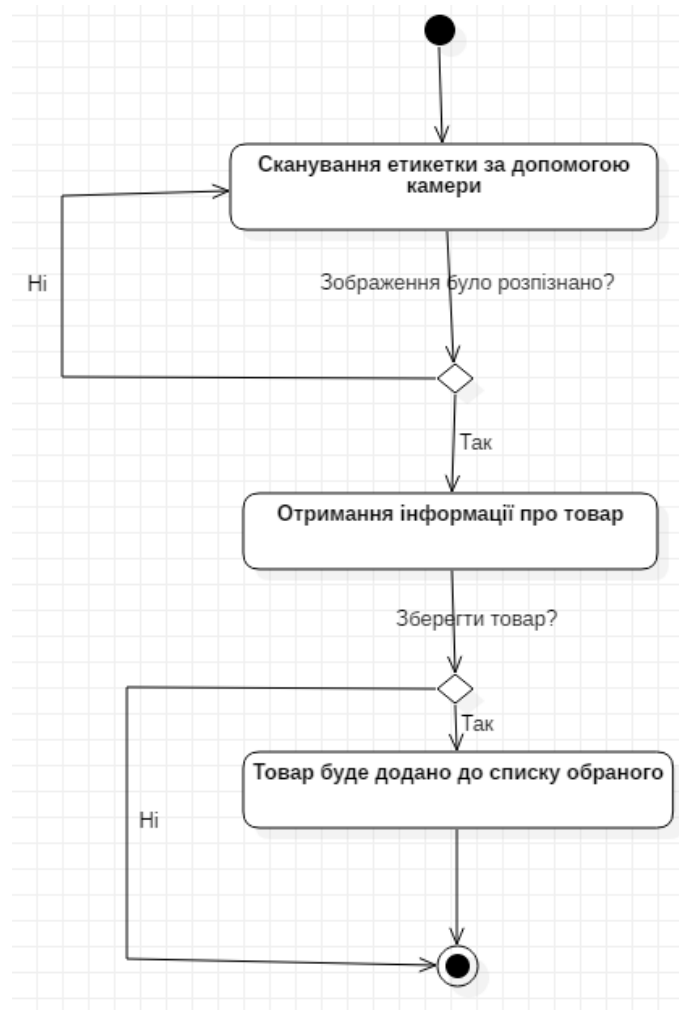 Сканування етикетки за допомогою
камери
Зображення було розпізнано?
Ні
Так
Отримання інформації про товар
Зберегти товар?
Так
Товар буде додано до списку обраного
Ні